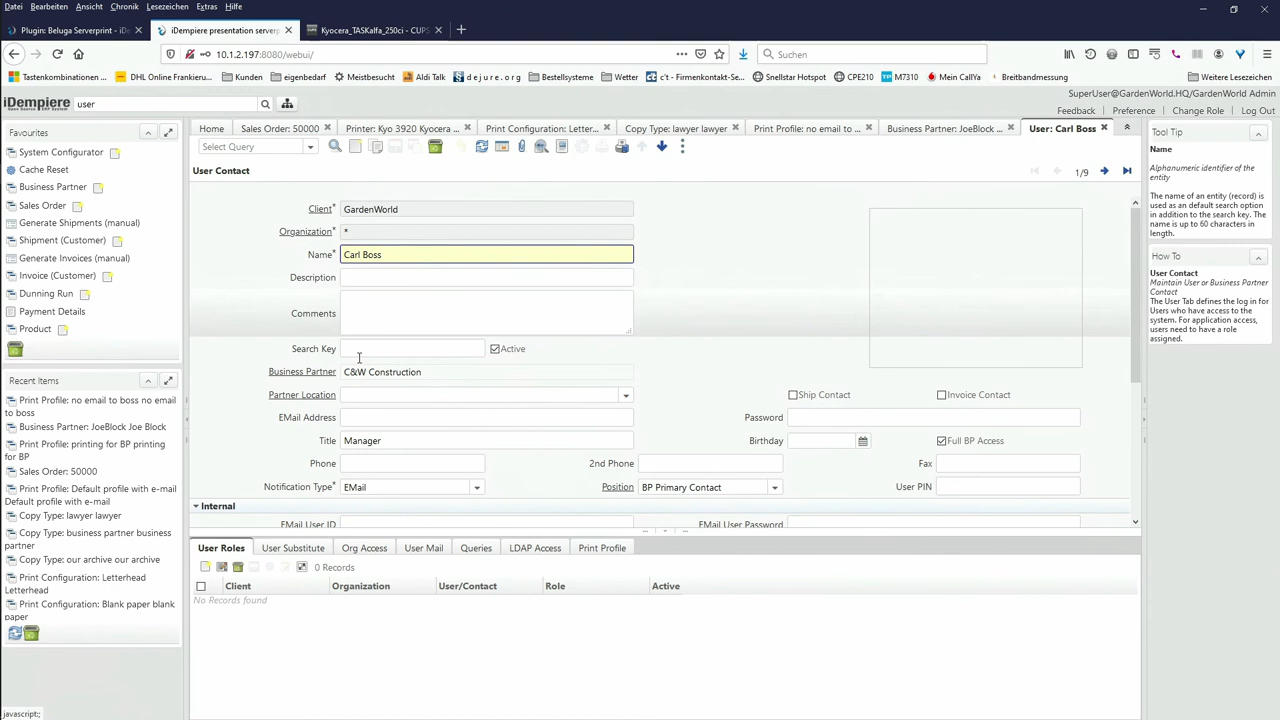 Datei Bearbeiten Ansicht Chronik Lesezeichen Extras Hilfe
Plugin: Beluga Serverprint - iDe
iDempiere presentation serverp
Kyocera_TASKalfa_250ci - CUPS
10.1.2.197:8080/webui/
Suchen
Tastenkombinationen ...
DHL Online Frankieru...
Kunden
eigenbedarf
Meistbesucht
Aldi Talk
d e j u r e . o r g
Bestellsysteme
Wetter
c't - Firmenkontakt-Se...
Snellstar Hotspot
CPE210
M7310
Mein CallYa
Breitbandmessung
Weitere Lesezeichen
iDempiere
user
SuperUser@GardenWorld.HQ/GardenWorld Admin
Feedback Preference Change Role Log Out
Favourites
System Configurator
Cache Reset
Business Partner
Sales Order
Generate Shipments (manual)
Shipment (Customer)
Generate Invoices (manual)
Invoice (Customer)
Dunning Run
Payment Details
Product
Recent Items
Print Profile: no email to boss no email
to boss
Business Partner: JoeBlock Joe Block
Print Profile: printing for BP printing
for BP
Sales Order: 50000
Print Profile: Default profile with e-mail
Default profile with e-mail
Copy Type: lawyer lawyer
Copy Type: business partner business
partner
Copy Type: our archive our archive
Print Configuration: Letterhead
Letterhead
Print Configuration: Blank paper blank
paper
javascript:;
Home
Sales Order: 50000
Printer: Kyo 3920 Kyocera ...
Print Configuration: Letter...
Copy Type: lawyer lawyer
Print Profile: no email to ...
Business Partner: JoeBlock ...
User: Carl Boss
Select Query
User Contact
1/9
Client* GardenWorld
Organization* *
Name* Carl Boss
Description
Comments
Search Key Active
Business Partner C&W Construction
Partner Location Ship Contact Invoice Contact
EMail Address Password
Title Manager Birthday Full BP Access
Phone 2nd Phone Fax
Notification Type* EMail Position BP Primary Contact User PIN
Internal
EMail User ID EMail User Password
User Roles User Substitute Org Access User Mail Queries LDAP Access Print Profile
0 Records
Client Organization User/Contact Role Active
No Records found
Tool Tip
Name
Alphanumeric identifier of the
entity
The name of an entity (record) is
used as an default search option
in addition to the search key. The
name is up to 60 characters in
length.
How To
User Contact
Maintain User or Business Partner
Contact
The User Tab defines the log in for
Users who have access to the
system. For application access,
users need to have a role
assigned.